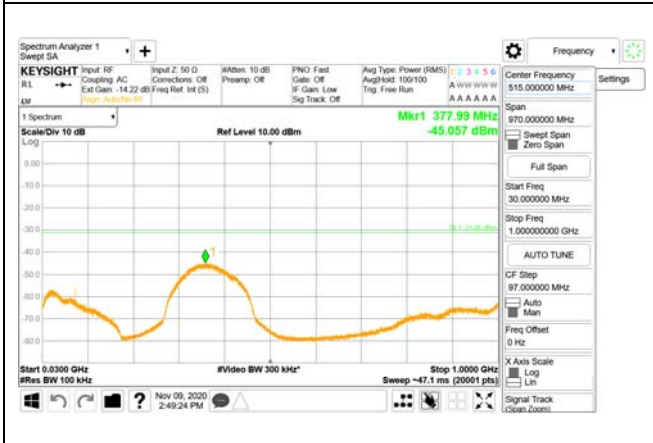 Spectrum Analyzer 1
Swept SA
Frequency
KEYSIGHT
Input: RF
Coupling: AC
Ext Gain: -14.22 dB
Align: Auto/No RF
Input Z: 50 Ω
Corrections: Off
Freq Ref: Int (S)
#Atten: 10 dB
Preamp: Off
PNO: Fast
Gate: Off
IF Gain: Low
Sig Track: Off
Avg Type: Power (RMS)
Avg|Hold: 100/100
Trig: Free Run
1 2 3 4 5 6
A W W W W W
A A A A A A
RL
1 Spectrum
Scale/Div 10 dB
Log
Ref Level 10.00 dBm
Mkr1 377.99 MHz
-45.057 dBm
0.00
-10.0
-20.0
-30.0
-40.0
-50.0
-60.0
-70.0
-80.0
1
Start 0.0300 GHz
#Res BW 100 kHz
#Video BW 300 kHz*
Stop 1.0000 GHz
Sweep ~47.1 ms (20001 pts)
Nov 09, 2020
2:49:24 PM
Center Frequency
515.000000 MHz
Settings
Span
970.000000 MHz
Swept Span
Zero Span
Full Span
Start Freq
30.000000 MHz
Stop Freq
1.000000000 GHz
AUTO TUNE
CF Step
97.000000 MHz
Auto
Man
Freq Offset
0 Hz
X Axis Scale
Log
Lin
Signal Track
(Span Zoom)